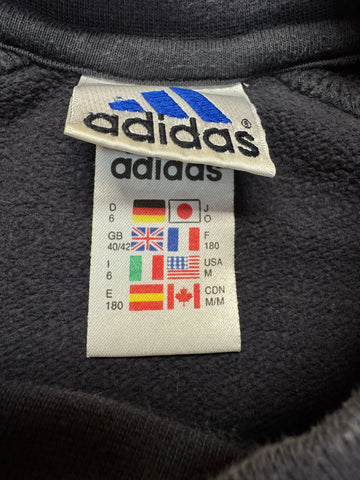 adidas®
adidas
D 6 J O
GB 40/42 F 180
I 6 USA M
E 180 CDN M/M